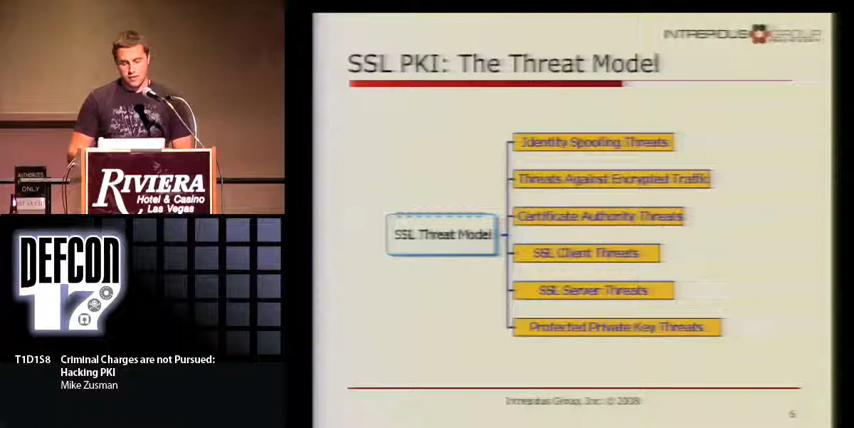 INTREPIDUS GROUP
SSL PKI: The Threat Model
Identity Spoofing Threats
Threats Against Encrypted Traffic
Certificate Authority Threats
SSL Threat Model
SSL Client Threats
SSL Server Threats
Protected Private Key Threats
Intrepidus Group, Inc. © 2008
6
ONLY
RIVIERA
Hotel & Casino
Las Vegas
DEFCON
17
T1D1S8 Criminal Charges are not Pursued:
Hacking PKI
Mike Zusman